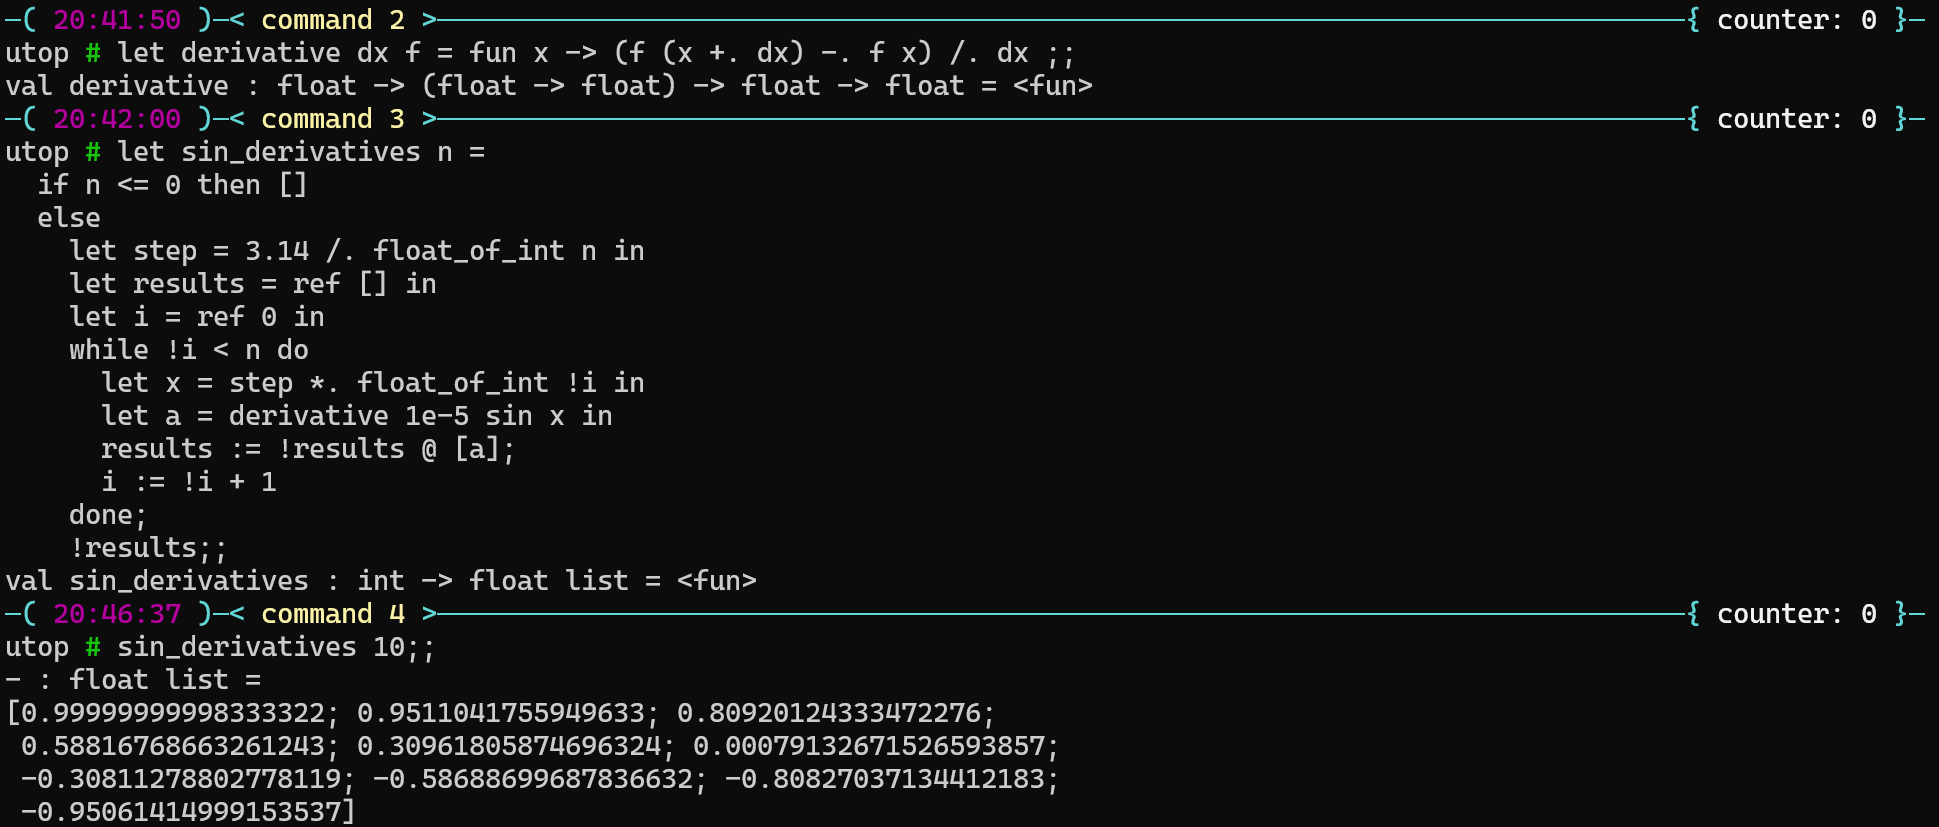 ─( 20:41:50 )─< command 2 >───{ counter: 0 }─
utop # let derivative dx f = fun x -> (f (x +. dx) -. f x) /. dx ;;
val derivative : float -> (float -> float) -> float -> float = <fun>
─( 20:42:00 )─< command 3 >───{ counter: 0 }─
utop # let sin_derivatives n =
  if n <= 0 then []
  else
    let step = 3.14 /. float_of_int n in
    let results = ref [] in
    let i = ref 0 in
    while !i < n do
      let x = step *. float_of_int !i in
      let a = derivative 1e-5 sin x in
      results := !results @ [a];
      i := !i + 1
    done;
    !results;;
val sin_derivatives : int -> float list = <fun>
─( 20:46:37 )─< command 4 >───{ counter: 0 }─
utop # sin_derivatives 10;;
- : float list =
[0.99999999998333322; 0.95110417559​49633; 0.80920124333472276;
 0.58816768663261243; 0.30961805874696324; 0.00079132671526593857;
 -0.30811278802778119; -0.58688699687836632; -0.80827037134412183;
 -0.95061414999153537]